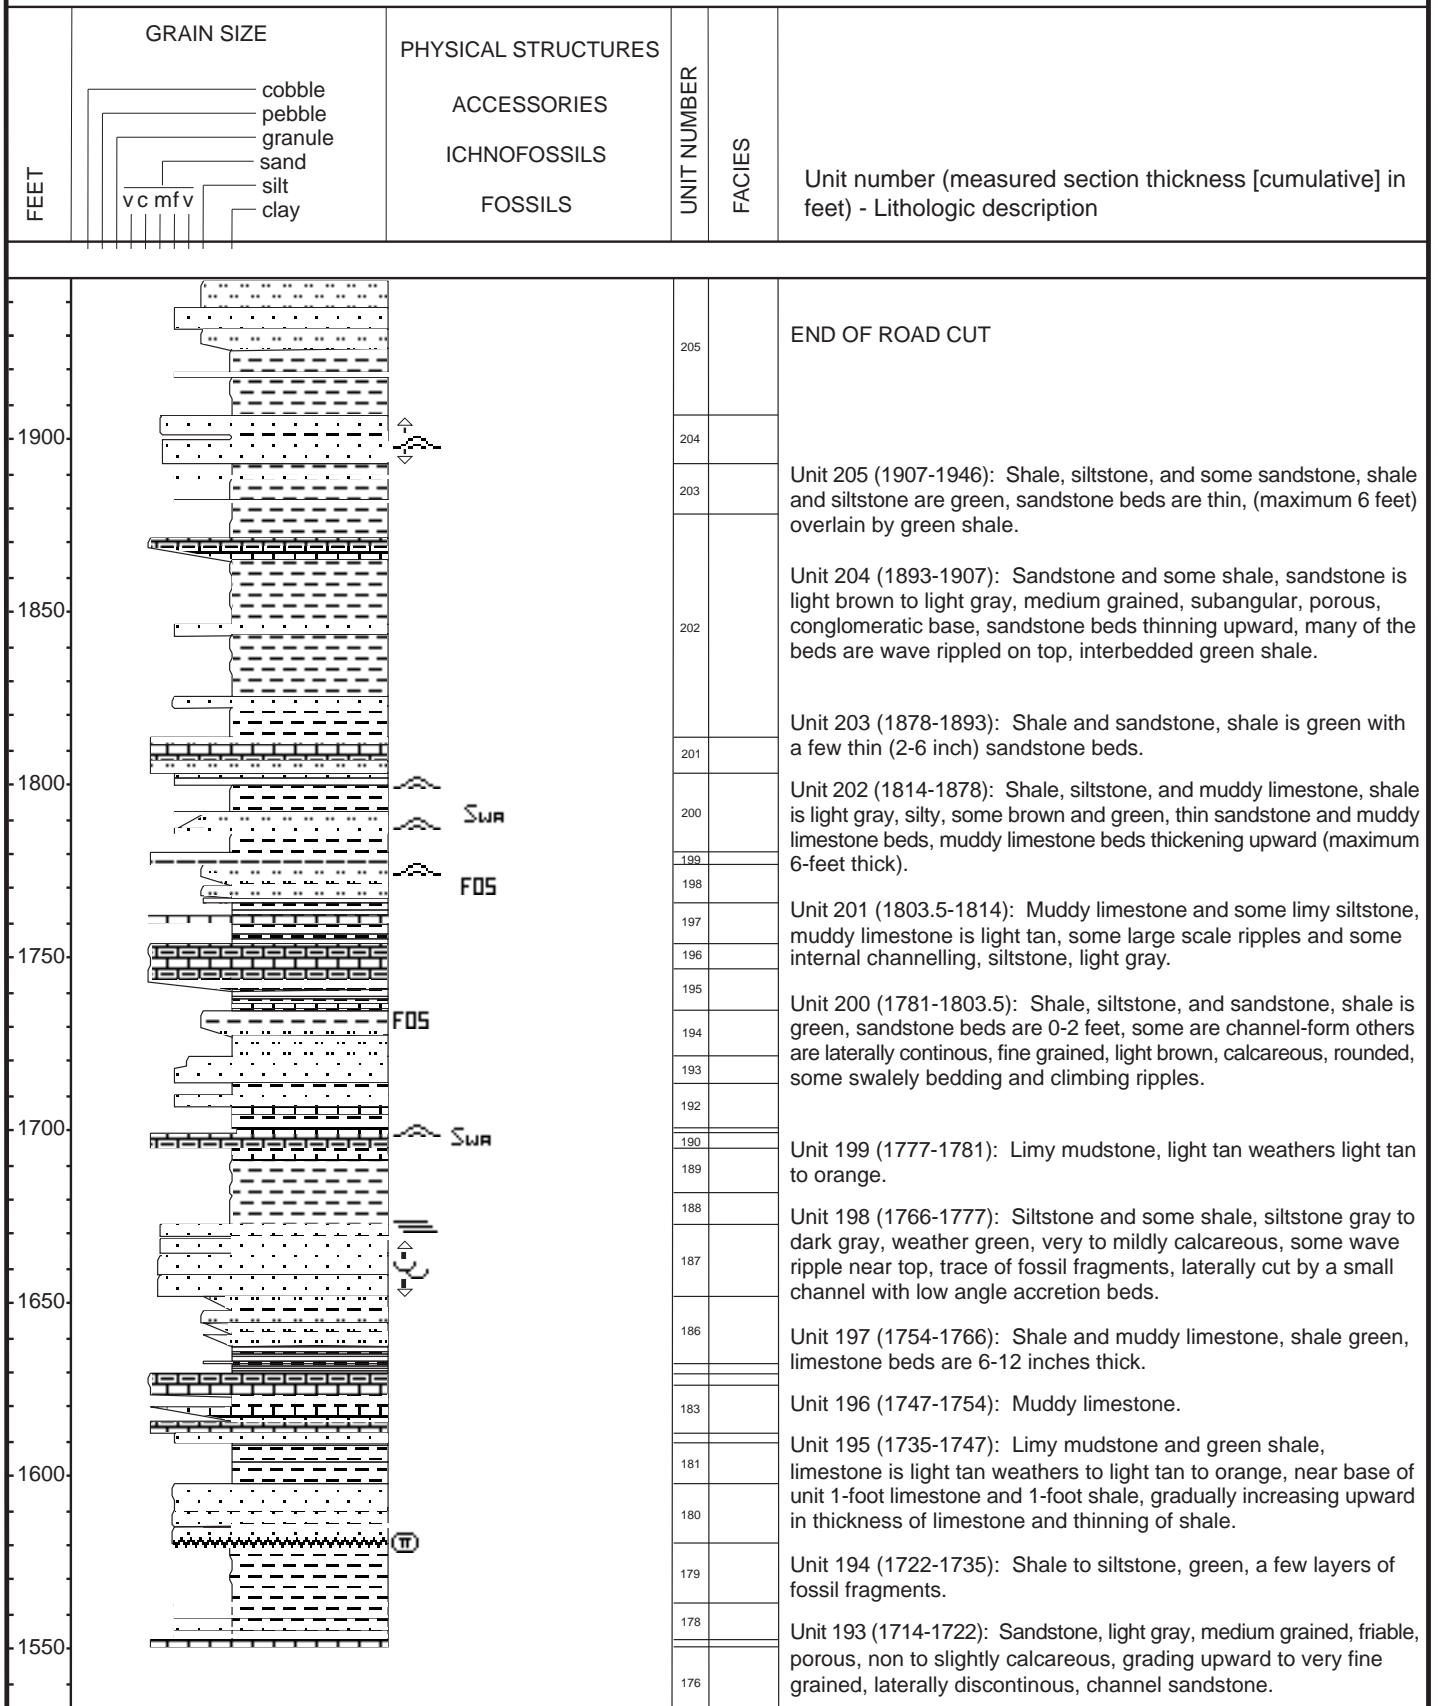 GRAIN SIZE
cobble
pebble
granule
sand
silt
clay
v c m f v
FEET
PHYSICAL STRUCTURES
ACCESSORIES
ICHNOFOSSILS
FOSSILS
UNIT NUMBER
FACIES
Unit number (measured section thickness [cumulative] in
feet) - Lithologic description
1900
1850
1800
1750
1700
1650
1600
1550
Swa
FOS
FOS
Swa
π
205
204
203
202
201
200
199
198
197
196
195
194
193
192
190
189
188
187
186
183
181
180
179
178
176
END OF ROAD CUT
Unit 205 (1907-1946): Shale, siltstone, and some sandstone, shale
and siltstone are green, sandstone beds are thin, (maximum 6 feet)
overlain by green shale.
Unit 204 (1893-1907): Sandstone and some shale, sandstone is
light brown to light gray, medium grained, subangular, porous,
conglomeratic base, sandstone beds thinning upward, many of the
beds are wave rippled on top, interbedded green shale.
Unit 203 (1878-1893): Shale and sandstone, shale is green with
a few thin (2-6 inch) sandstone beds.
Unit 202 (1814-1878): Shale, siltstone, and muddy limestone, shale
is light gray, silty, some brown and green, thin sandstone and muddy
limestone beds, muddy limestone beds thickening upward (maximum
6-feet thick).
Unit 201 (1803.5-1814): Muddy limestone and some limy siltstone,
muddy limestone is light tan, some large scale ripples and some
internal channelling, siltstone, light gray.
Unit 200 (1781-1803.5): Shale, siltstone, and sandstone, shale is
green, sandstone beds are 0-2 feet, some are channel-form others
are laterally continous, fine grained, light brown, calcareous, rounded,
some swalely bedding and climbing ripples.
Unit 199 (1777-1781): Limy mudstone, light tan weathers light tan
to orange.
Unit 198 (1766-1777): Siltstone and some shale, siltstone gray to
dark gray, weather green, very to mildly calcareous, some wave
ripple near top, trace of fossil fragments, laterally cut by a small
channel with low angle accretion beds.
Unit 197 (1754-1766): Shale and muddy limestone, shale green,
limestone beds are 6-12 inches thick.
Unit 196 (1747-1754): Muddy limestone.
Unit 195 (1735-1747): Limy mudstone and green shale,
limestone is light tan weathers to light tan to orange, near base of
unit 1-foot limestone and 1-foot shale, gradually increasing upward
in thickness of limestone and thinning of shale.
Unit 194 (1722-1735): Shale to siltstone, green, a few layers of
fossil fragments.
Unit 193 (1714-1722): Sandstone, light gray, medium grained, friable,
porous, non to slightly calcareous, grading upward to very fine
grained, laterally discontinous, channel sandstone.